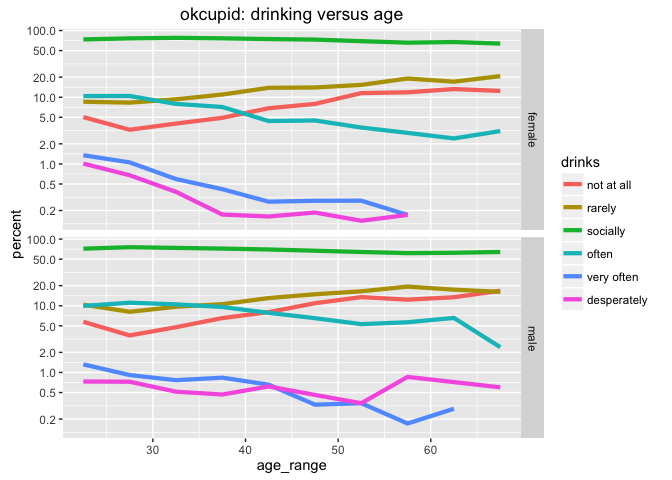 okcupid: drinking versus age
percent
100.0
50.0
20.0
10.0
5.0
2.0
1.0
0.5
0.2
female
100.0
50.0
20.0
10.0
5.0
2.0
1.0
0.5
0.2
male
30 40 50 60
age_range
drinks
not at all
rarely
socially
often
very often
desperately